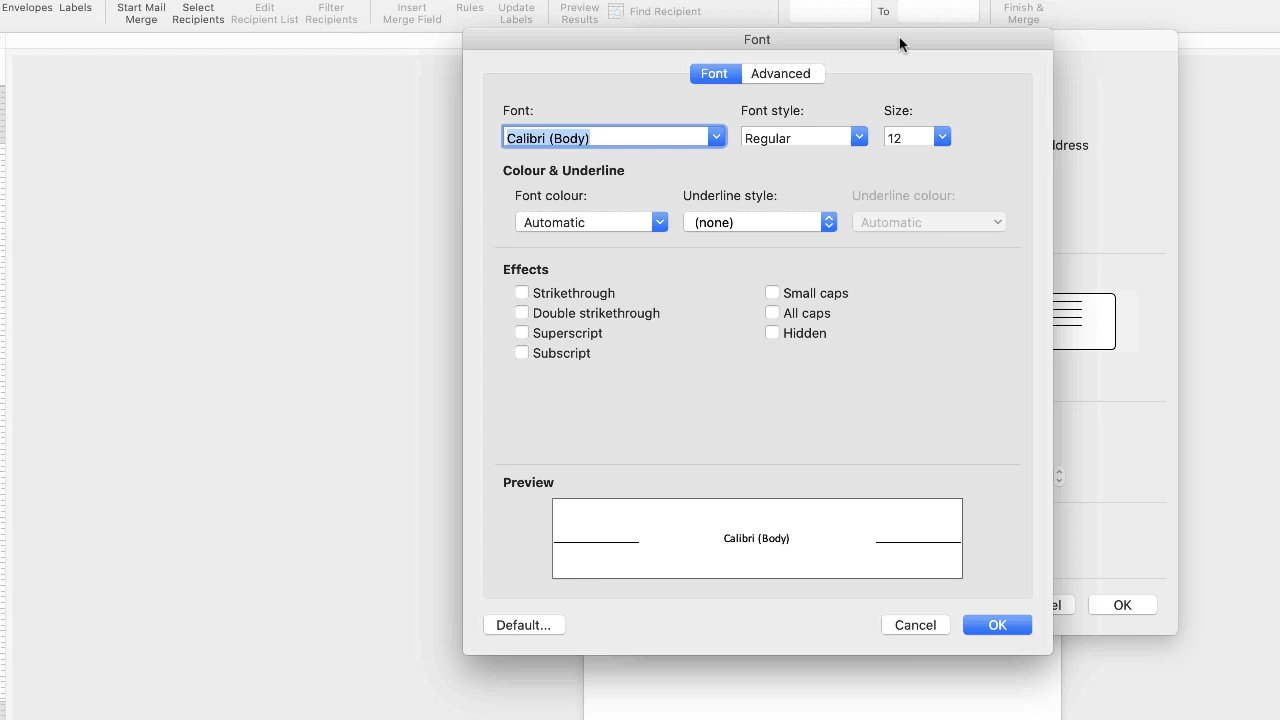 Envelopes Labels Start Mail Merge Select Recipients Edit Recipient List Filter Recipients Insert Merge Field Rules Update Labels Preview Results Find Recipient To Finish & Merge
Font
Font Advanced
Font: Font style: Size:
Calibri (Body) Regular 12
Colour & Underline
Font colour: Underline style: Underline colour:
Automatic (none) Automatic
Effects
Strikethrough Small caps
Double strikethrough All caps
Superscript Hidden
Subscript
Preview
Calibri (Body)
Default... Cancel OK
OK